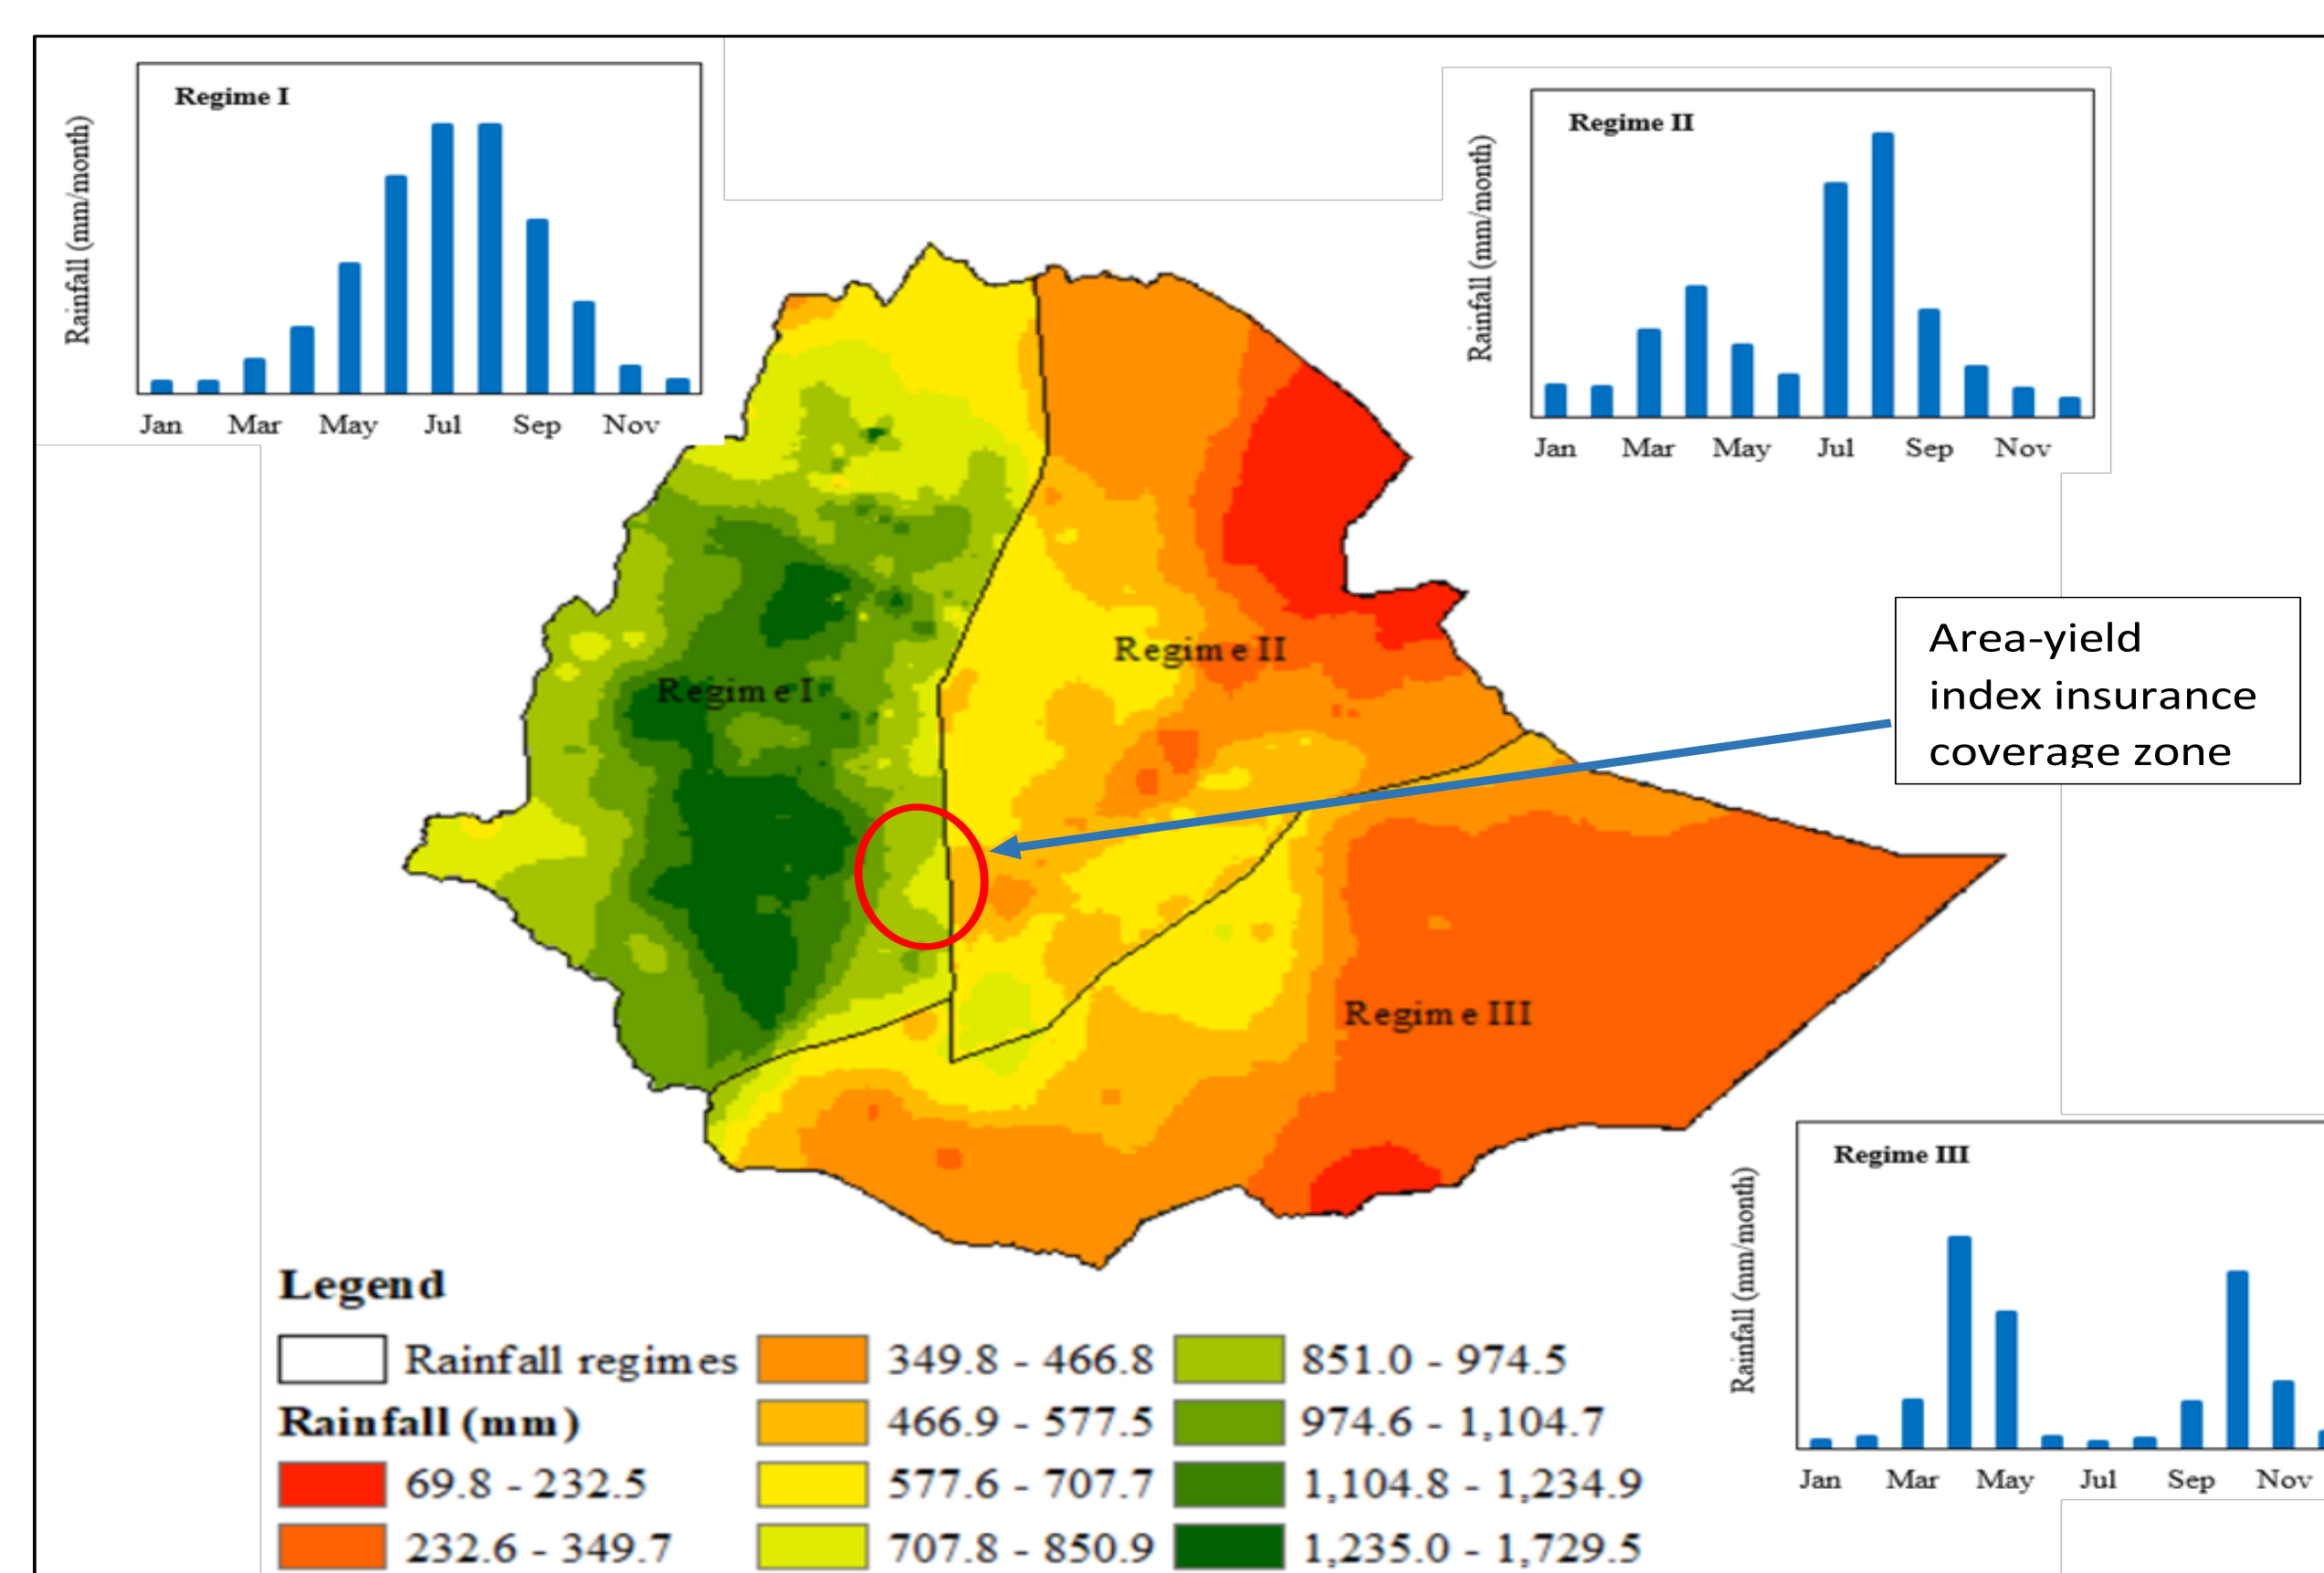 Regime I
Rainfall (mm/month)
Jan Mar May Jul Sep Nov
Regime II
Rainfall (mm/month)
Jan Mar May Jul Sep Nov
Regime I
Regime II
Regime III
Area-yield
index insurance
coverage zone
Regime III
Rainfall (mm/month)
Jan Mar May Jul Sep Nov
Legend
Rainfall regimes
Rainfall (mm)
69.8 - 232.5
232.6 - 349.7
349.8 - 466.8
466.9 - 577.5
577.6 - 707.7
707.8 - 850.9
851.0 - 974.5
974.6 - 1,104.7
1,104.8 - 1,234.9
1,235.0 - 1,729.5